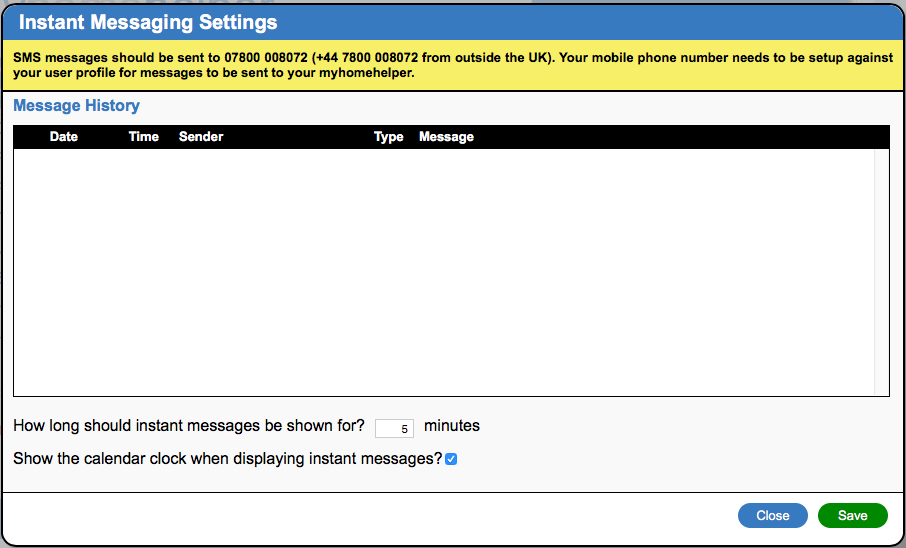 Instant Messaging Settings
SMS messages should be sent to 07800 008072 (+44 7800 008072 from outside the UK). Your mobile phone number needs to be setup against
your user profile for messages to be sent to your myhomehelper.
Message History
Date Time Sender Type Message
How long should instant messages be shown for? 5 minutes
Show the calendar clock when displaying instant messages?
Close Save